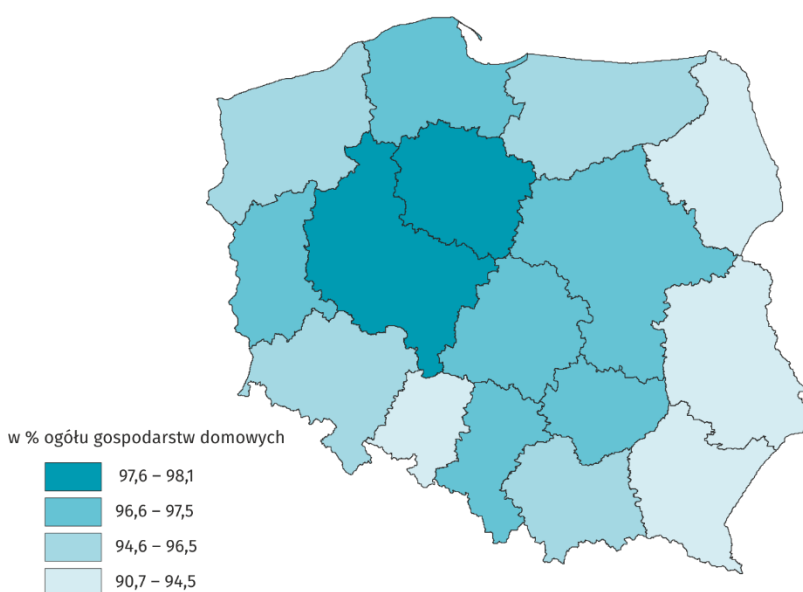 w % ogółu gospodarstw domowych
97,6 – 98,1
96,6 – 97,5
94,6 – 96,5
90,7 – 94,5